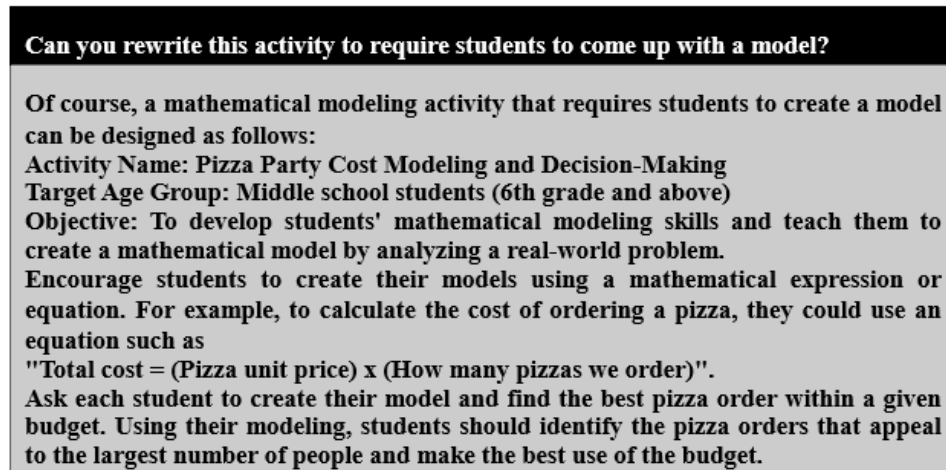 Can you rewrite this activity to require students to come up with a model?
Of course, a mathematical modeling activity that requires students to create a model
can be designed as follows:
Activity Name: Pizza Party Cost Modeling and Decision-Making
Target Age Group: Middle school students (6th grade and above)
Objective: To develop students' mathematical modeling skills and teach them to
create a mathematical model by analyzing a real-world problem.
Encourage students to create their models using a mathematical expression or
equation. For example, to calculate the cost of ordering a pizza, they could use an
equation such as
"Total cost = (Pizza unit price) x (How many pizzas we order)".
Ask each student to create their model and find the best pizza order within a given
budget. Using their modeling, students should identify the pizza orders that appeal
to the largest number of people and make the best use of the budget.